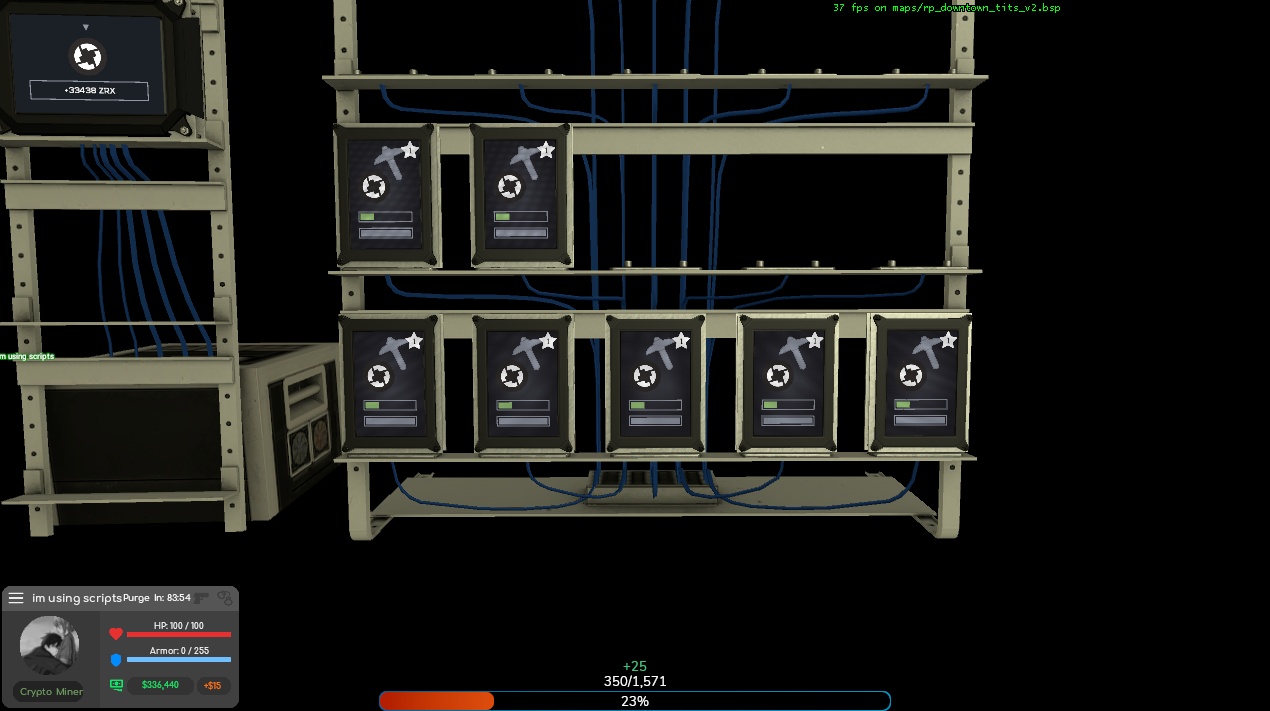 37 fps on maps/rp_downtown_tits_v2.bsp
+33438 ZRX
1
1
1
1
1
1
1
m using scripts
im using scripts Purge In: 83:54
HP: 100 / 100
Armor: 0 / 255
Crypto Miner
$336,440
+$15
+25
350/1,571
23%